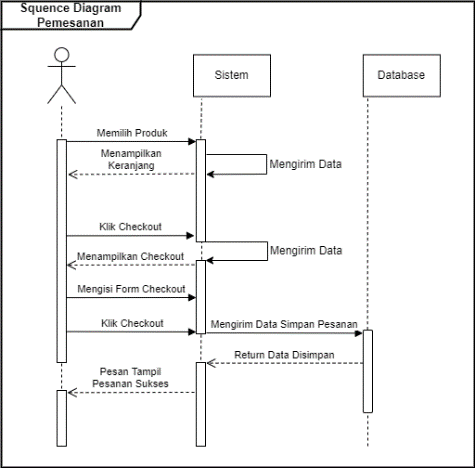 Squence Diagram
Pemesanan
Sistem
Database
Memilih Produk
Menampilkan
Keranjang
Mengirim Data
Klik Checkout
Mengirim Data
Menampilkan Checkout
Mengisi Form Checkout
Klik Checkout
Mengirim Data Simpan Pesanan
Return Data Disimpan
Pesan Tampil
Pesanan Sukses